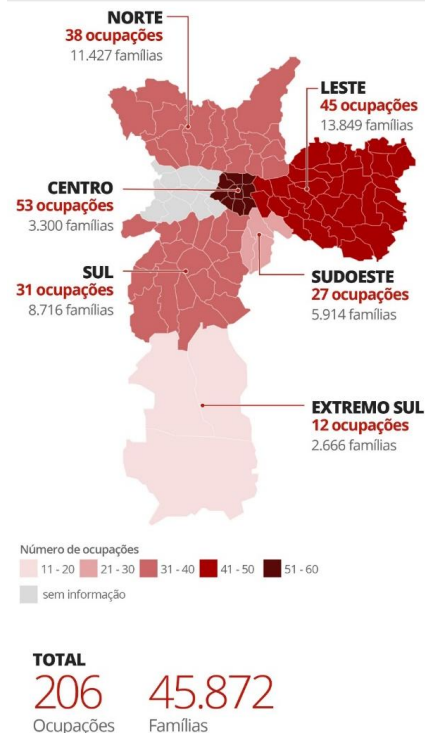 NORTE
38 ocupações
11.427 famílias
LESTE
45 ocupações
13.849 famílias
CENTRO
53 ocupações
3.300 famílias
SUL
31 ocupações
8.716 famílias
SUDOESTE
27 ocupações
5.914 famílias
EXTREMO SUL
12 ocupações
2.666 famílias
Número de ocupações
11 - 20 21 - 30 31 - 40 41 - 50 51 - 60
sem informação
TOTAL
206 45.872
Ocupações Famílias